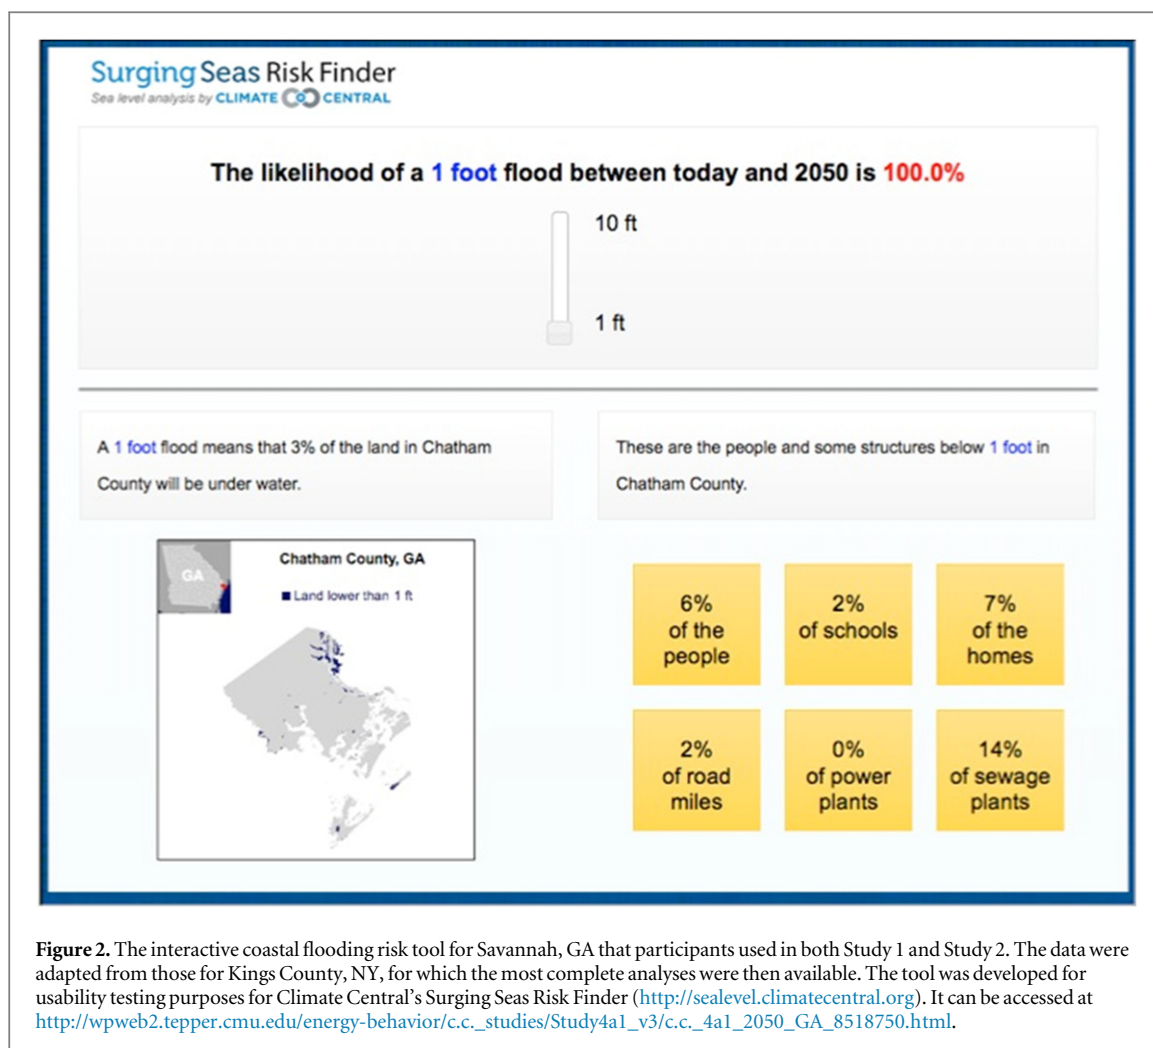 Surging Seas Risk Finder
Sea level analysis by CLIMATE CENTRAL
The likelihood of a 1 foot flood between today and 2050 is 100.0%
10 ft
1 ft
A 1 foot flood means that 3% of the land in Chatham
County will be under water.
These are the people and some structures below 1 foot in
Chatham County.
GA
Chatham County, GA
Land lower than 1 ft
6%
of the
people
2%
of schools
7%
of the
homes
2%
of road
miles
0%
of power
plants
14%
of sewage
plants
Figure 2. The interactive coastal flooding risk tool for Savannah, GA that participants used in both Study 1 and Study 2. The data were
adapted from those for Kings County, NY, for which the most complete analyses were then available. The tool was developed for
usability testing purposes for Climate Central's Surging Seas Risk Finder (http://sealevel.climatecentral.org). It can be accessed at
http://wpweb2.tepper.cmu.edu/energy-behavior/c.c._studies/Study4a1_v3/c.c._4a1_2050_GA_8518750.html.